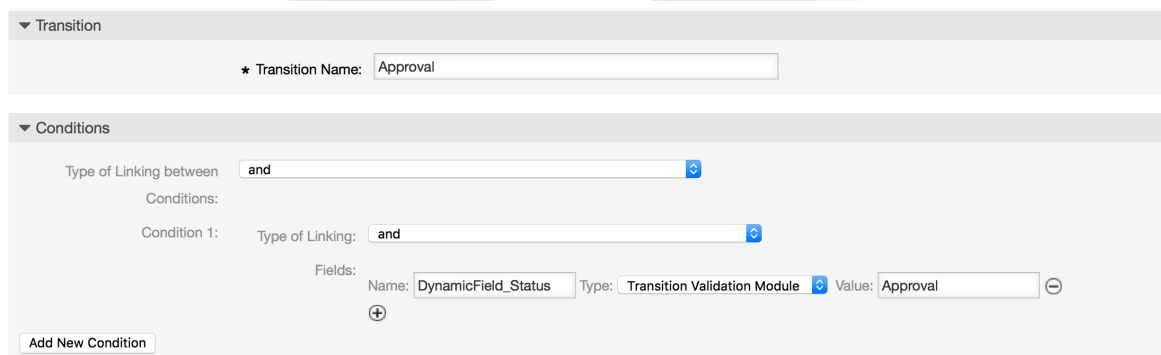 Transition
* Transition Name: Approval
Conditions
Type of Linking between Conditions: and
Condition 1: Type of Linking: and
Fields:
Name: DynamicField_Status Type: Transition Validation Module Value: Approval
Add New Condition